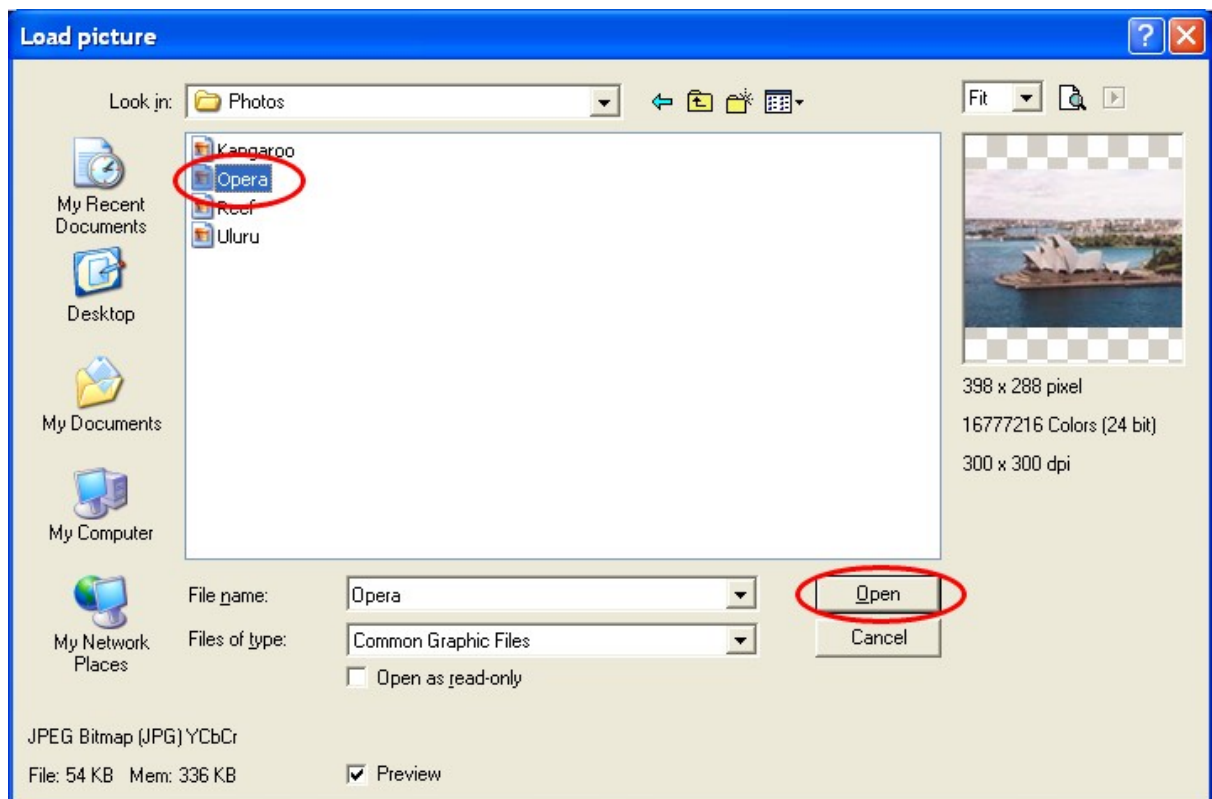 Load picture
Look in:
Photos
Fit
Kangaroo
Opera
Reef
Uluru
My Recent
Documents
Desktop
My Documents
My Computer
My Network
Places
398 x 288 pixel
16777216 Colors (24 bit)
300 x 300 dpi
File name:
Opera
Open
Files of type:
Common Graphic Files
Cancel
Open as read-only
JPEG Bitmap (JPG) YCbCr
File: 54 KB Mem: 336 KB
Preview